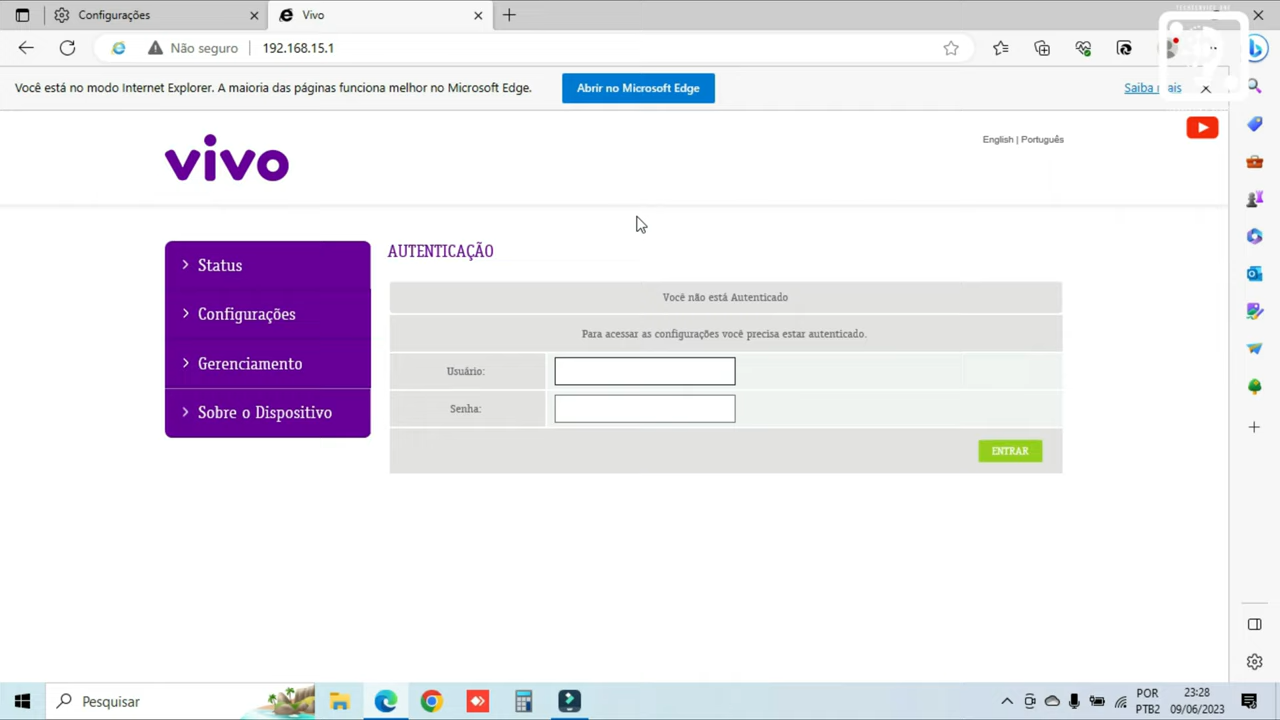 Configurações
Vivo
Não seguro
192.168.15.1
Você está no modo Internet Explorer. A maioria das páginas funciona melhor no Microsoft Edge.
Abrir no Microsoft Edge
vivo
English | Português
Status
Configurações
Gerenciamento
Sobre o Dispositivo
AUTENTICAÇÃO
Você não está Autenticado
Para acessar as configurações você precisa estar autenticado.
Usuário:
Senha:
ENTRAR
Pesquisar
POR
PTB2
23:28
09/06/2023